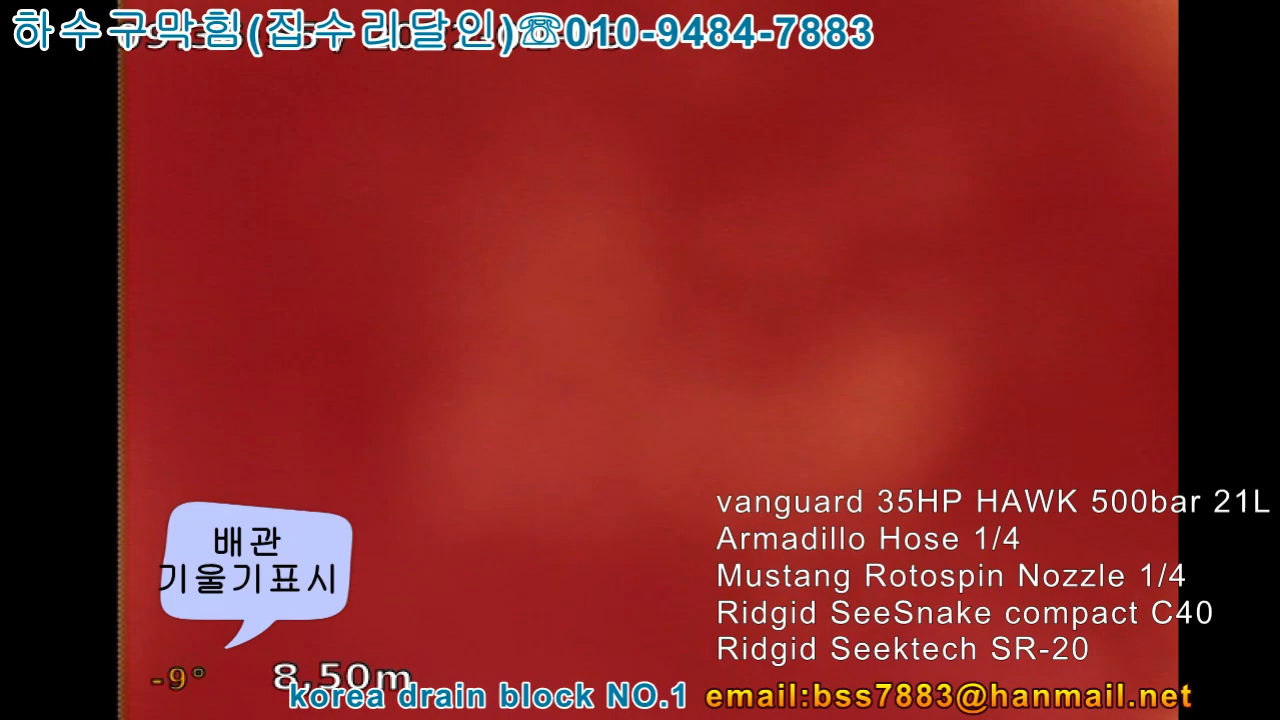 하수구막힘(집수리달인)☏010-9484-7883
vanguard 35HP HAWK 500bar 21L
Armadillo Hose 1/4
Mustang Rotospin Nozzle 1/4
Ridgid SeeSnake compact C40
Ridgid Seektech SR-20
배관
기울기표시
-9° 8.50m
korea drain block NO.1 email:bss7883@hanmail.net